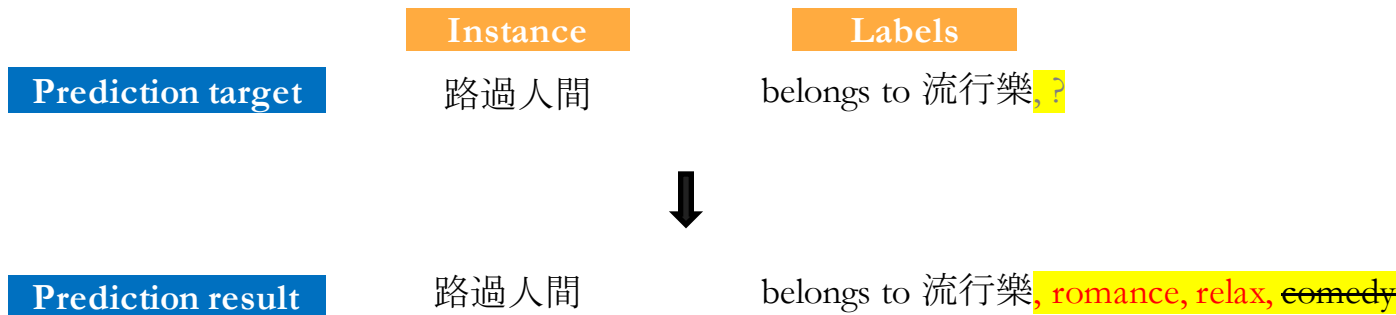 Instance Labels
Prediction target 路過人間 belongs to 流行樂, ?
Prediction result 路過人間 belongs to 流行樂, romance, relax, comedy